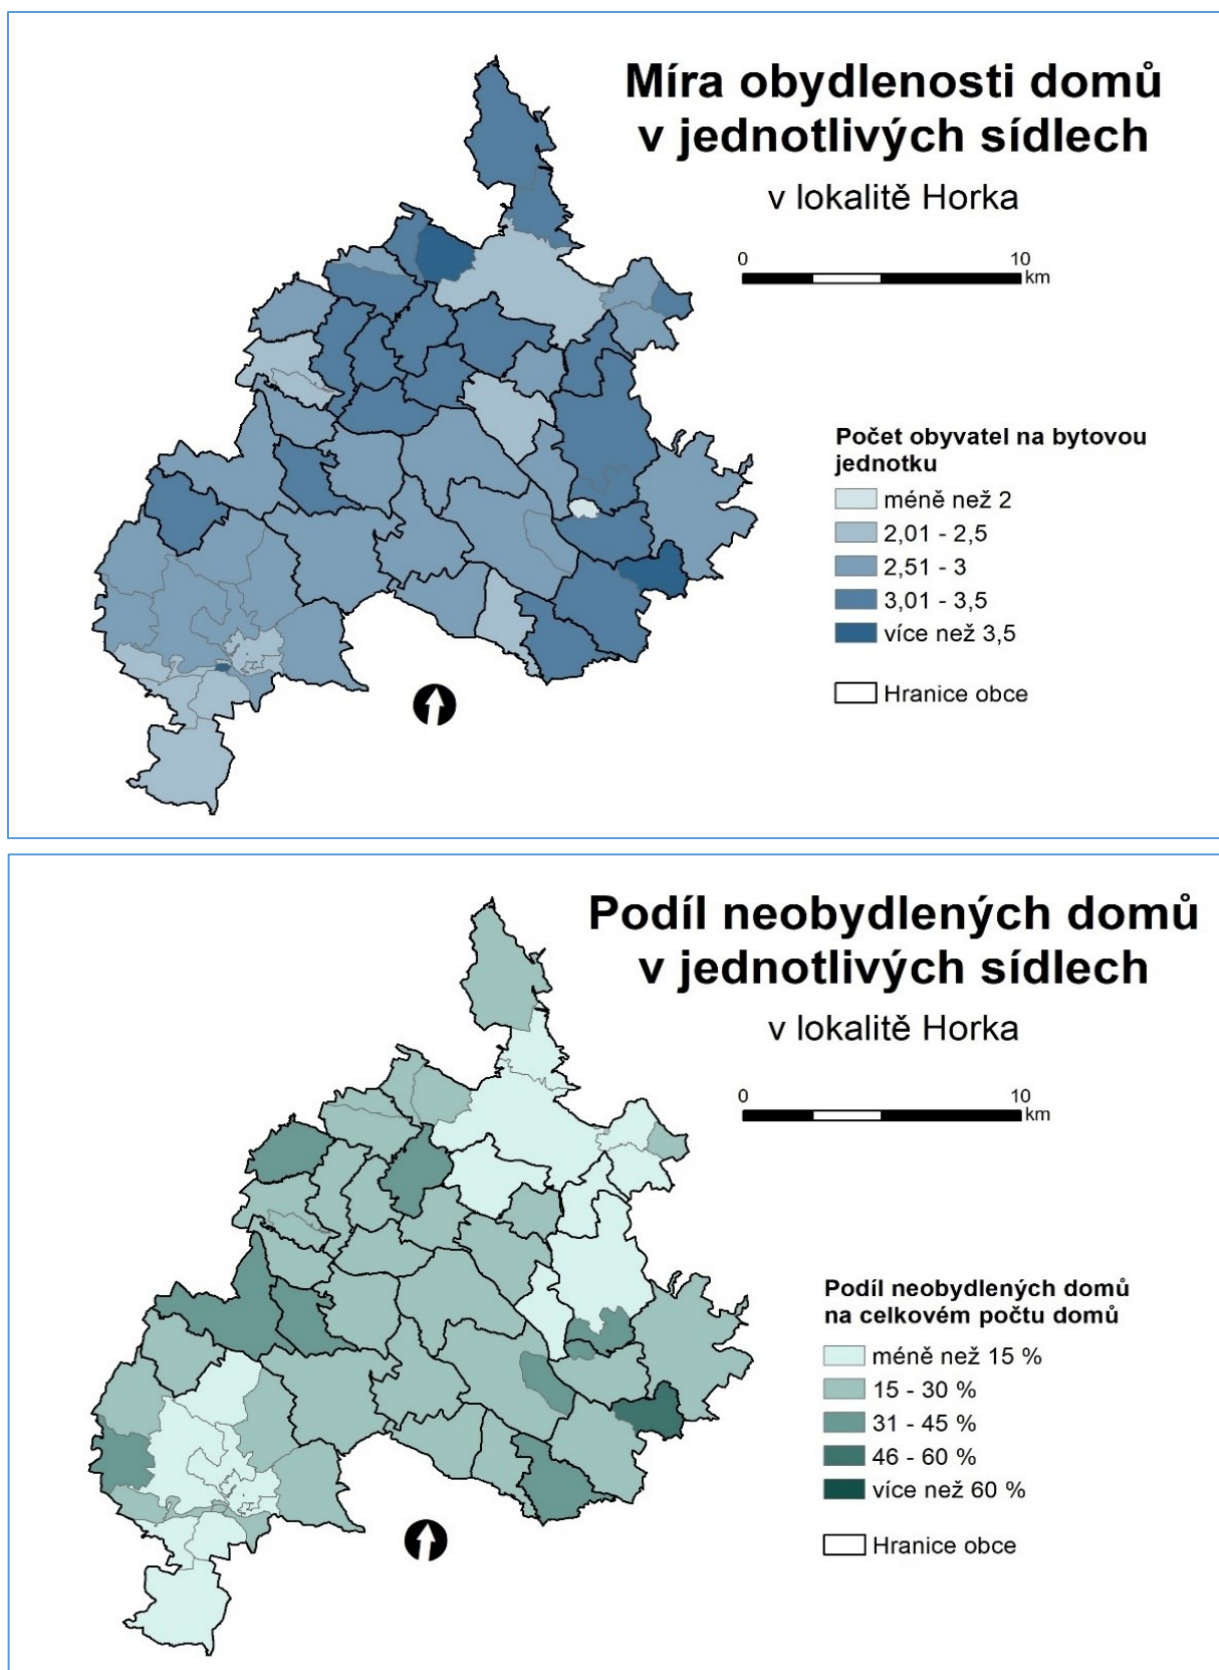 Míra obydlenosti domů
v jednotlivých sídlech
v lokalitě Horka
0 10
km
Počet obyvatel na bytovou
jednotku
méně než 2
2,01 - 2,5
2,51 - 3
3,01 - 3,5
více než 3,5
Hranice obce
Podíl neobydlených domů
v jednotlivých sídlech
v lokalitě Horka
0 10
km
Podíl neobydlených domů
na celkovém počtu domů
méně než 15 %
15 - 30 %
31 - 45 %
46 - 60 %
více než 60 %
Hranice obce